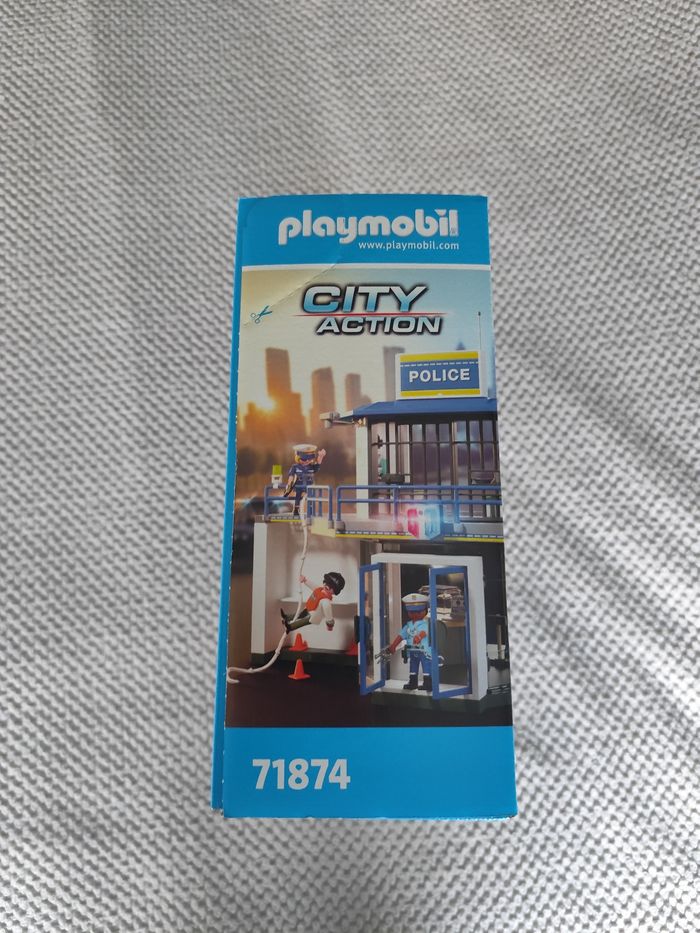 playmobil
www.playmobil.com
CITY
ACTION
POLICE
71874